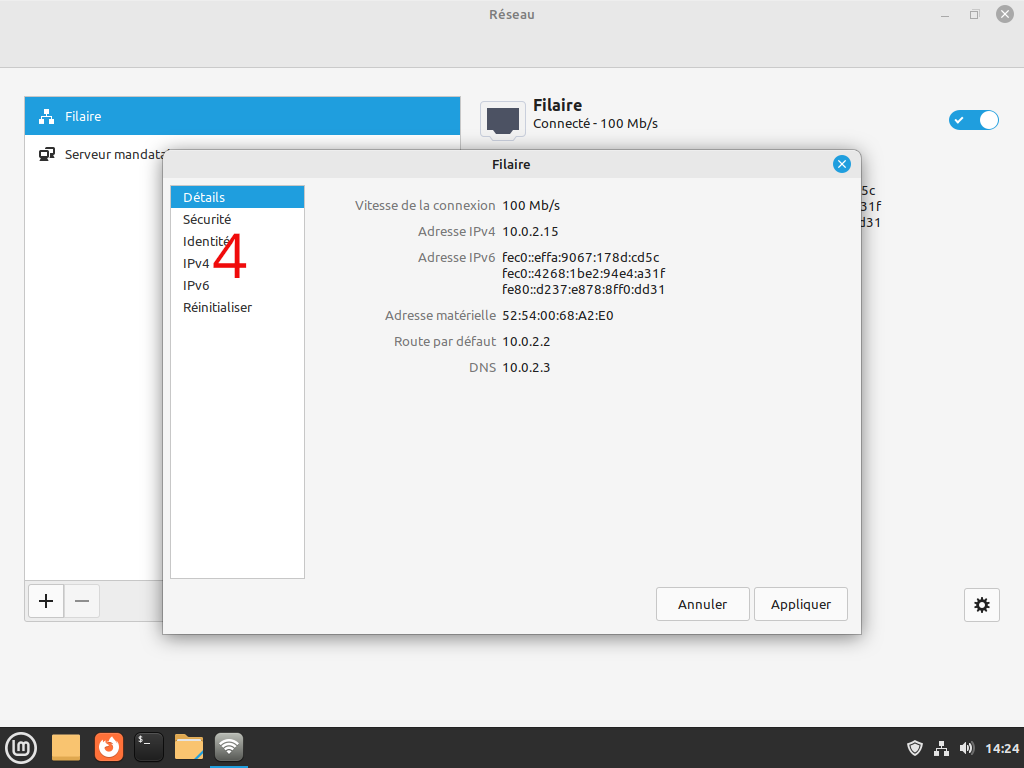 Réseau
Filaire
Serveur mandata
Filaire
Connecté - 100 Mb/s
5c
31f
d31
Filaire
Détails
Sécurité
Identité
IPv4
4
IPv6
Réinitialiser
Vitesse de la connexion 100 Mb/s
Adresse IPv4 10.0.2.15
Adresse IPv6 fec0::effa:9067:178d:cd5c
fec0::4268:1be2:94e4:a31f
fe80::d237:e878:8ff0:dd31
Adresse matérielle 52:54:00:68:A2:E0
Route par défaut 10.0.2.2
DNS 10.0.2.3
Annuler
Appliquer
$_
14:24